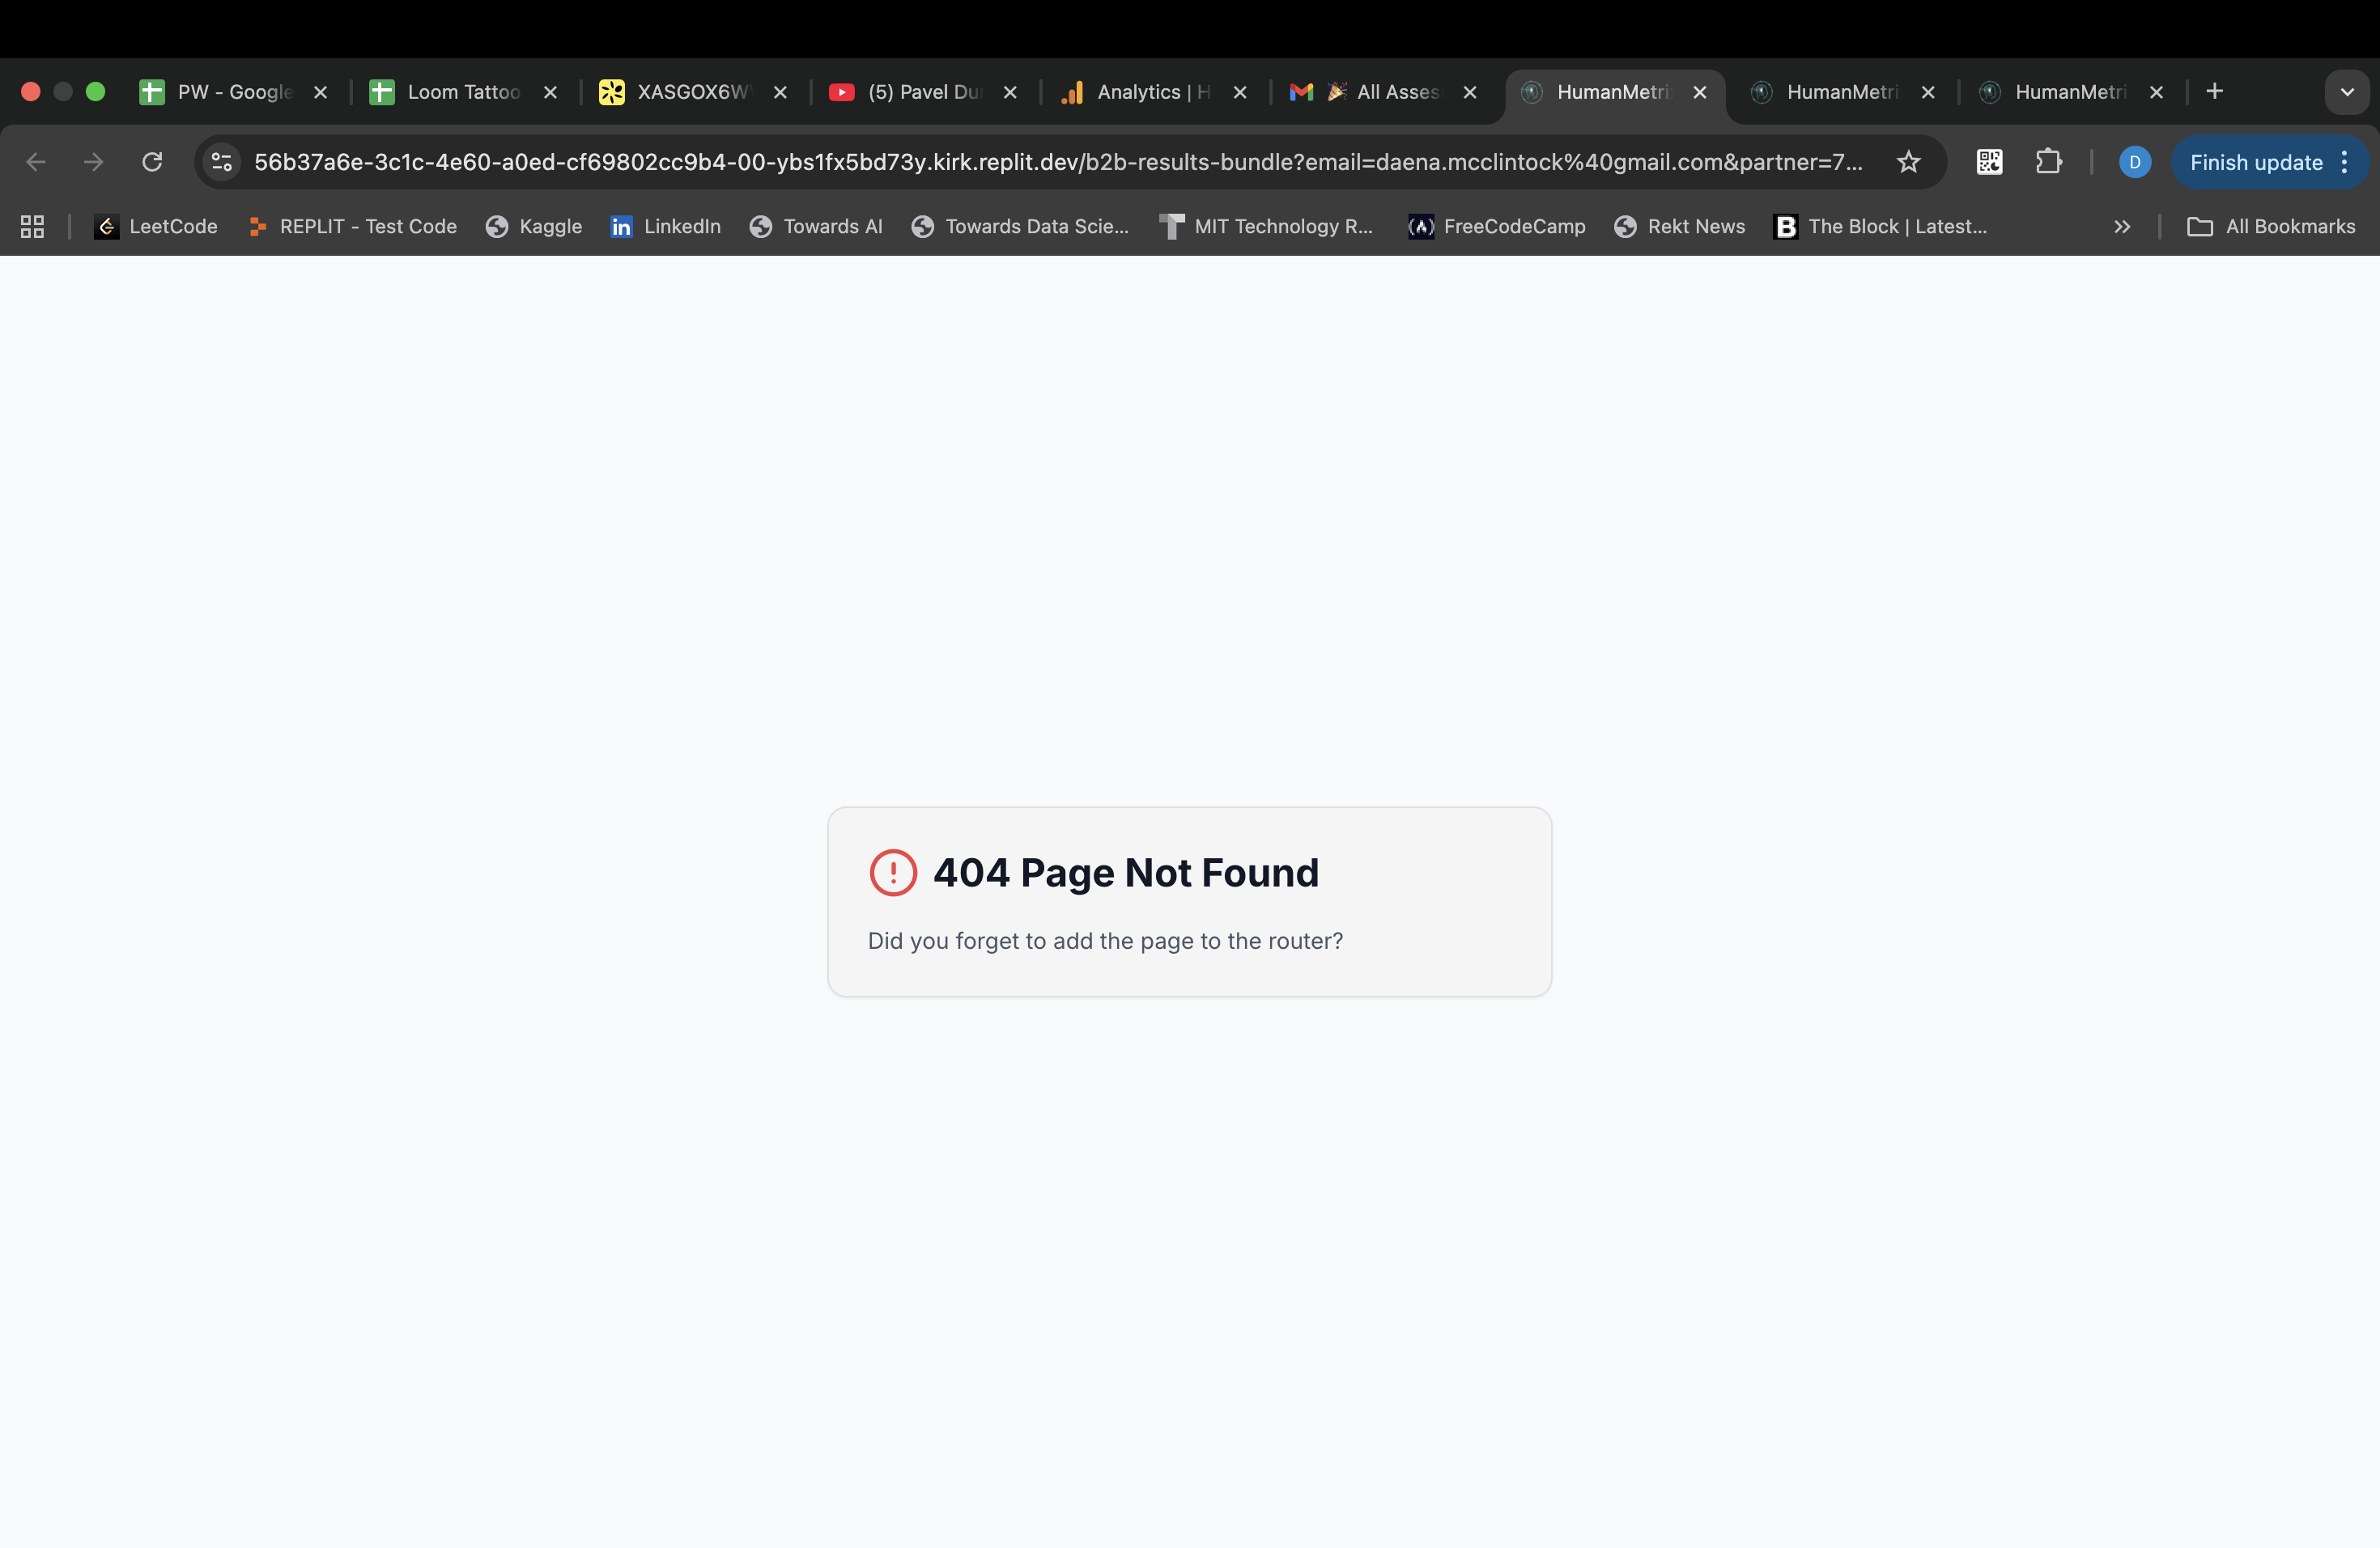 PW - Google
Loom Tattoo
XASGOX6W
(5) Pavel Du
Analytics | H
🎉 All Asses
HumanMetri
HumanMetri
HumanMetri
56b37a6e-3c1c-4e60-a0ed-cf69802cc9b4-00-ybs1fx5bd73y.kirk.replit.dev/b2b-results-bundle?email=daena.mcclintock%40gmail.com&partner=7...
D
Finish update
LeetCode
REPLIT - Test Code
Kaggle
in LinkedIn
Towards AI
Towards Data Scie...
MIT Technology R...
FreeCodeCamp
Rekt News
B The Block | Latest...
All Bookmarks
404 Page Not Found
Did you forget to add the page to the router?